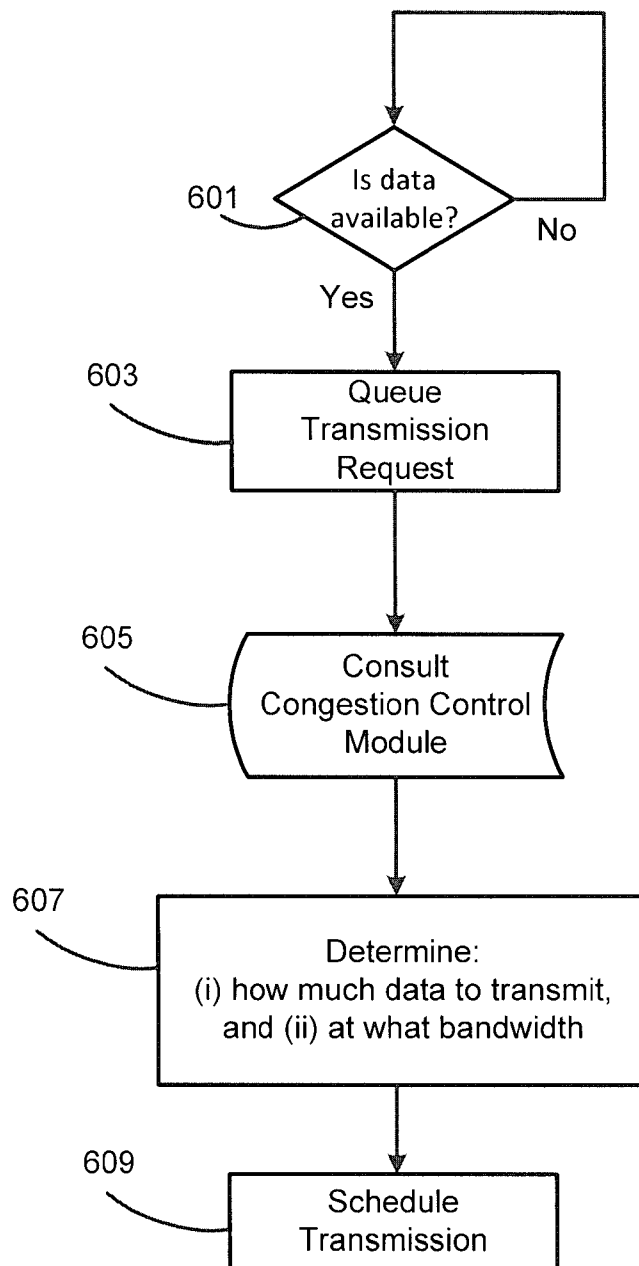 Is data
available?
601
No
Yes
603
Queue
Transmission
Request
605
Consult
Congestion Control
Module
607
Determine:
(i) how much data to transmit,
and (ii) at what bandwidth
609
Schedule
Transmission